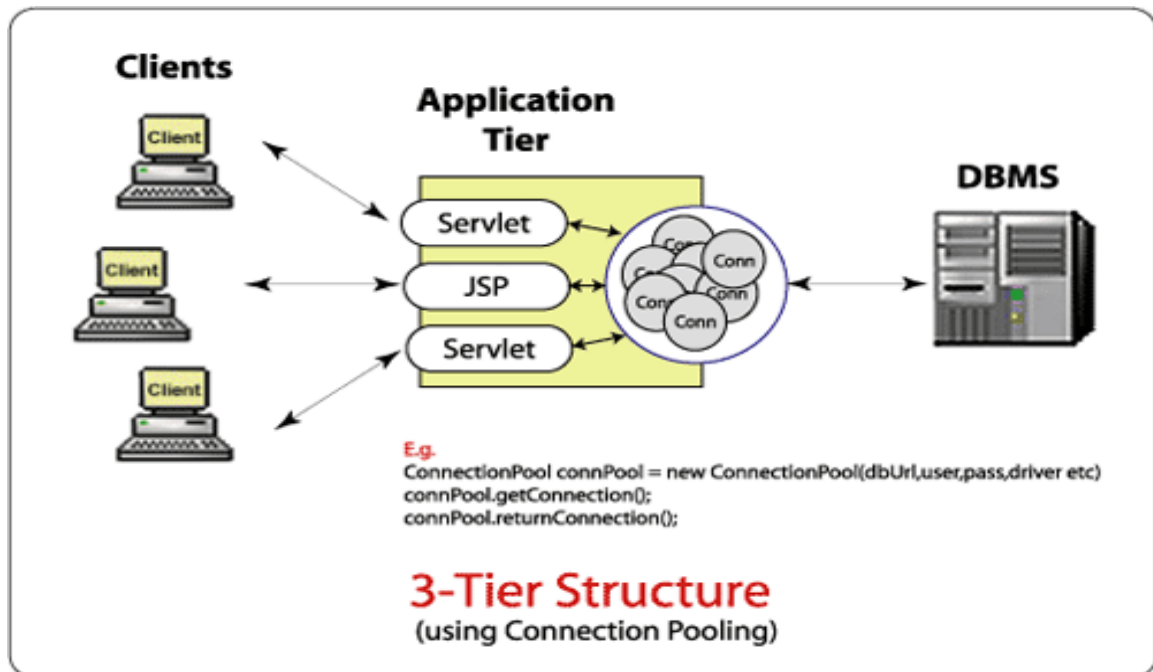 Clients
Application
Tier
DBMS
Client
Client
Client
Servlet
JSP
Servlet
Conn
Conn
Conn
Conn
Conn
Conn
E.g.
ConnectionPool connPool = new ConnectionPool(dbUrl,user,pass,driver etc)
connPool.getConnection();
connPool.returnConnection();
3-Tier Structure
(using Connection Pooling)